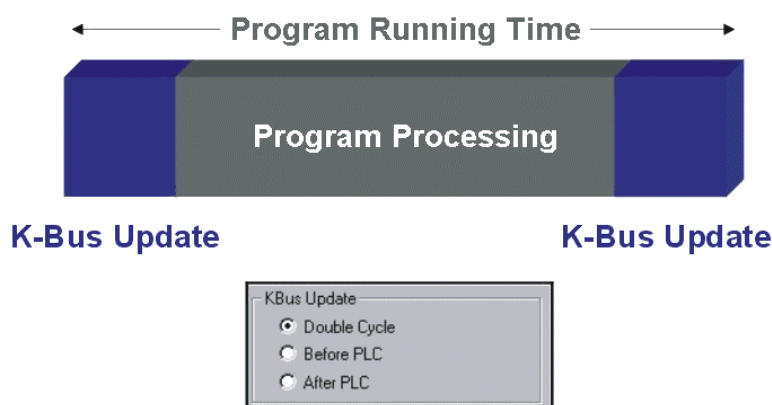 Program Running Time
Program Processing
K-Bus Update
K-Bus Update
KBus Update
Double Cycle
Before PLC
After PLC